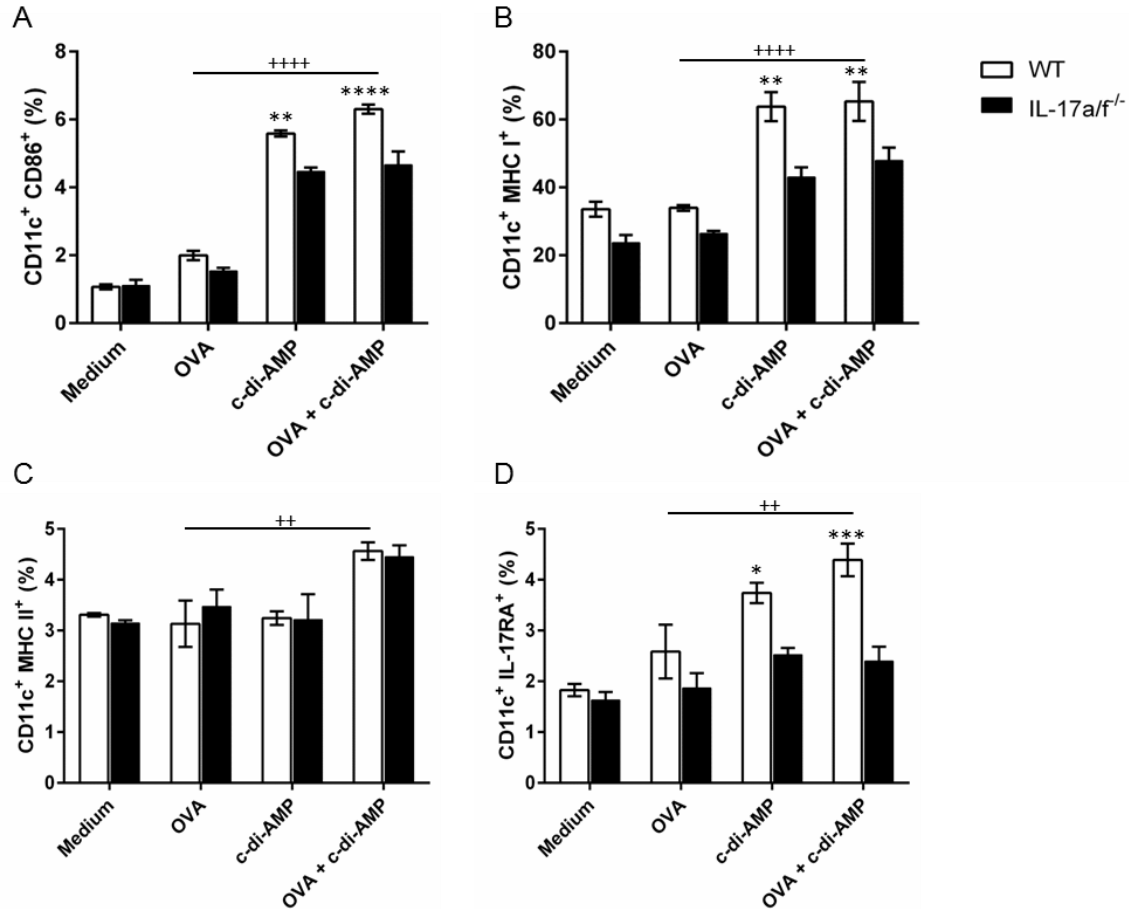 A
CD11c⁺ CD86⁺ (%)
8
6
4
2
0
++++
**
****
Medium
OVA
c-di-AMP
OVA + c-di-AMP
B
CD11c⁺ MHC I⁺ (%)
80
60
40
20
0
++++
**
**
Medium
OVA
c-di-AMP
OVA + c-di-AMP
WT
IL-17a/f⁻/⁻
C
CD11c⁺ MHC II⁺ (%)
5
4
3
2
1
0
++
Medium
OVA
c-di-AMP
OVA + c-di-AMP
D
CD11c⁺ IL-17RA⁺ (%)
5
4
3
2
1
0
++
*
***
Medium
OVA
c-di-AMP
OVA + c-di-AMP